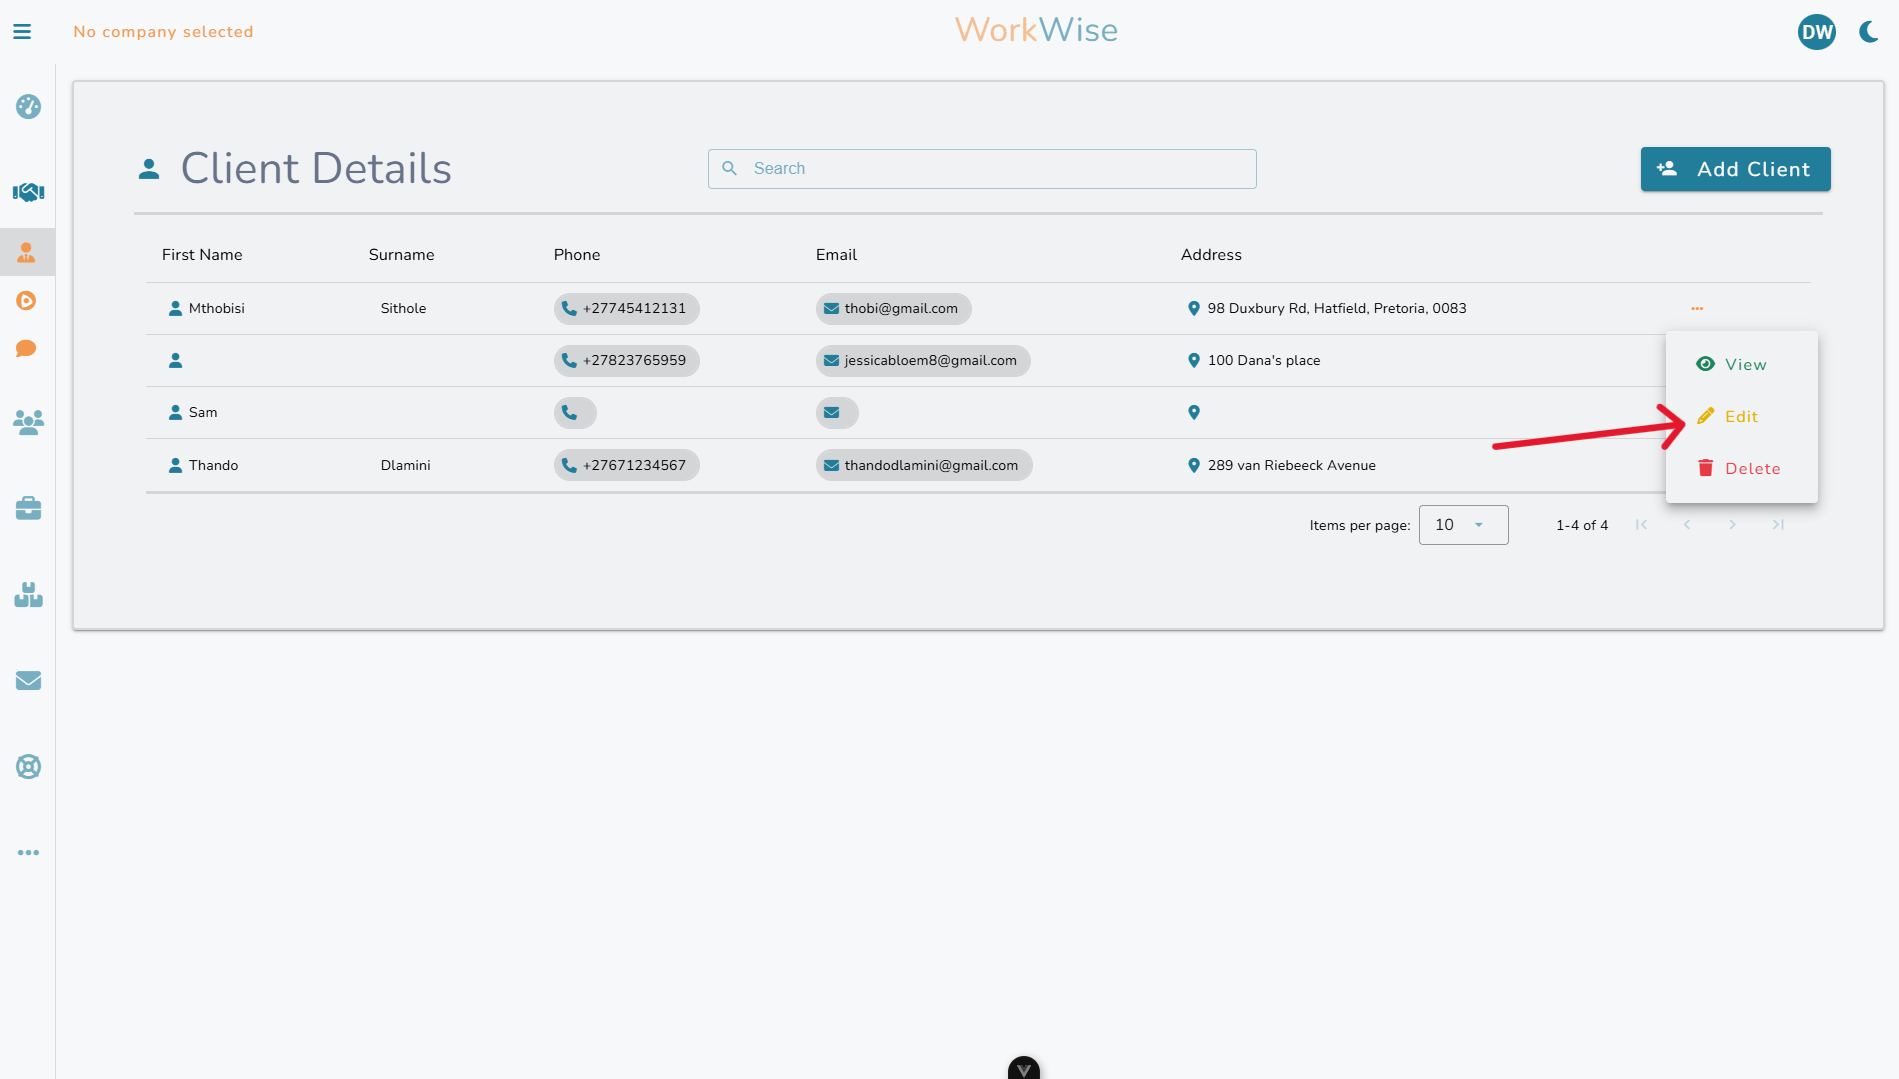 No company selected
WorkWise
DW
Client Details
Search
Add Client
First Name Surname Phone Email Address
Mthobisi Sithole +27745412131 thobi@gmail.com 98 Duxbury Rd, Hatfield, Pretoria, 0083
+27823765959 jessicabloem8@gmail.com 100 Dana's place
View
Sam
Edit
Thando Dlamini +27671234567 thandodlamini@gmail.com 289 van Riebeeck Avenue
Delete
Items per page: 10 1-4 of 4